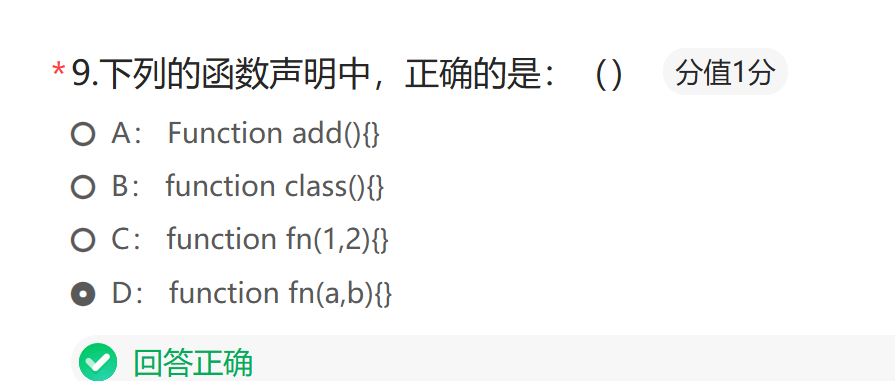 *9.下列的函数声明中，正确的是：（） 分值1分
A： Function add(){}
B： function class(){}
C： function fn(1,2){}
D： function fn(a,b){}
回答正确